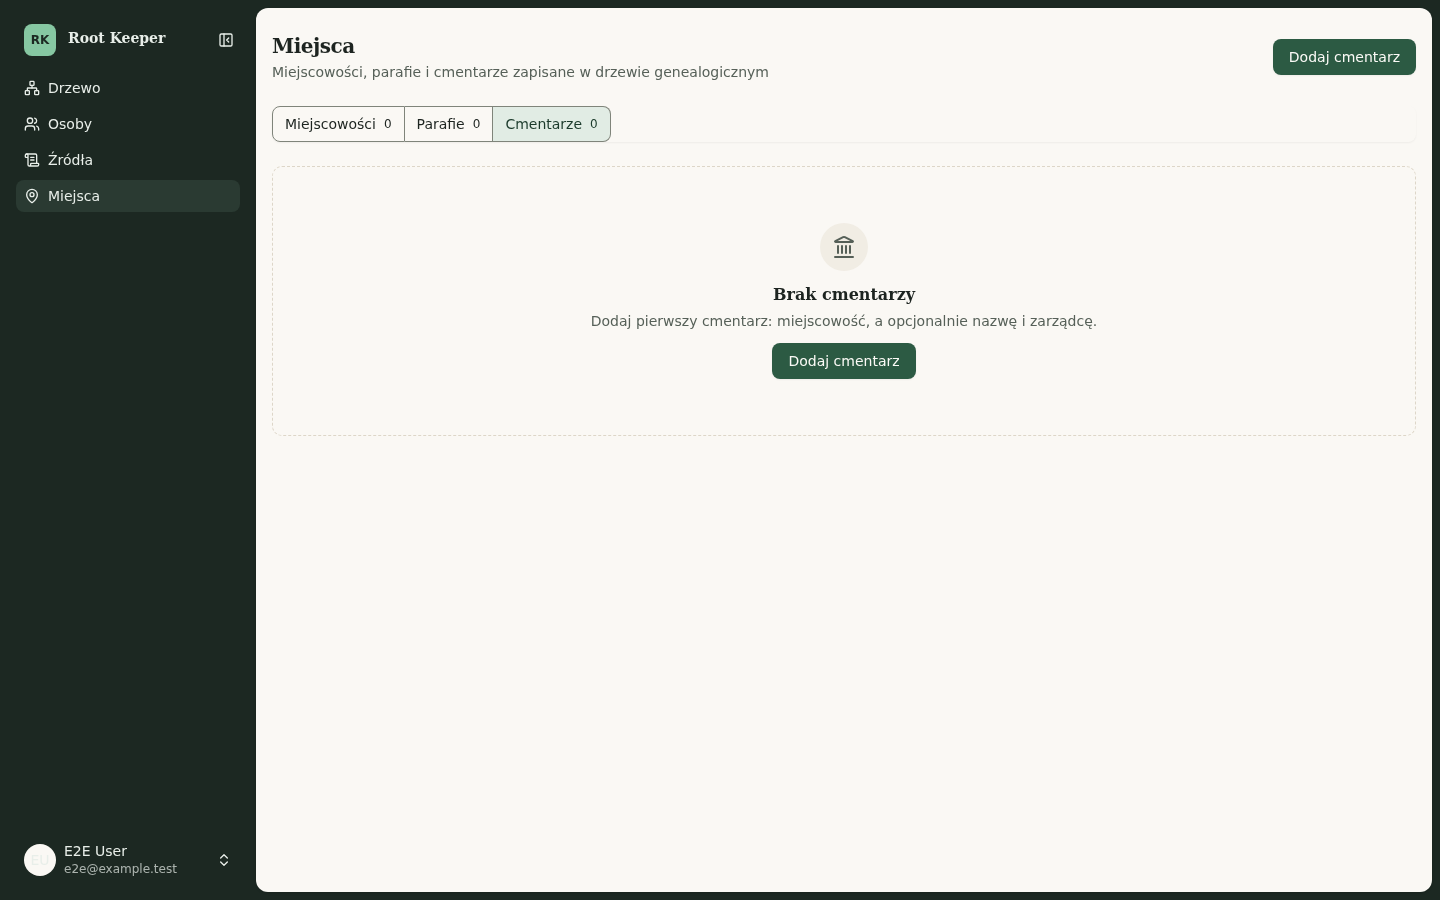 RK
Root Keeper
Drzewo
Osoby
Źródła
Miejsca
E2E User
EU
e2e@example.test
Miejsca
Miejscowości, parafie i cmentarze zapisane w drzewie genealogicznym
Dodaj cmentarz
Miejscowości 0
Parafie 0
Cmentarze 0
Brak cmentarzy
Dodaj pierwszy cmentarz: miejscowość, a opcjonalnie nazwę i zarządcę.
Dodaj cmentarz